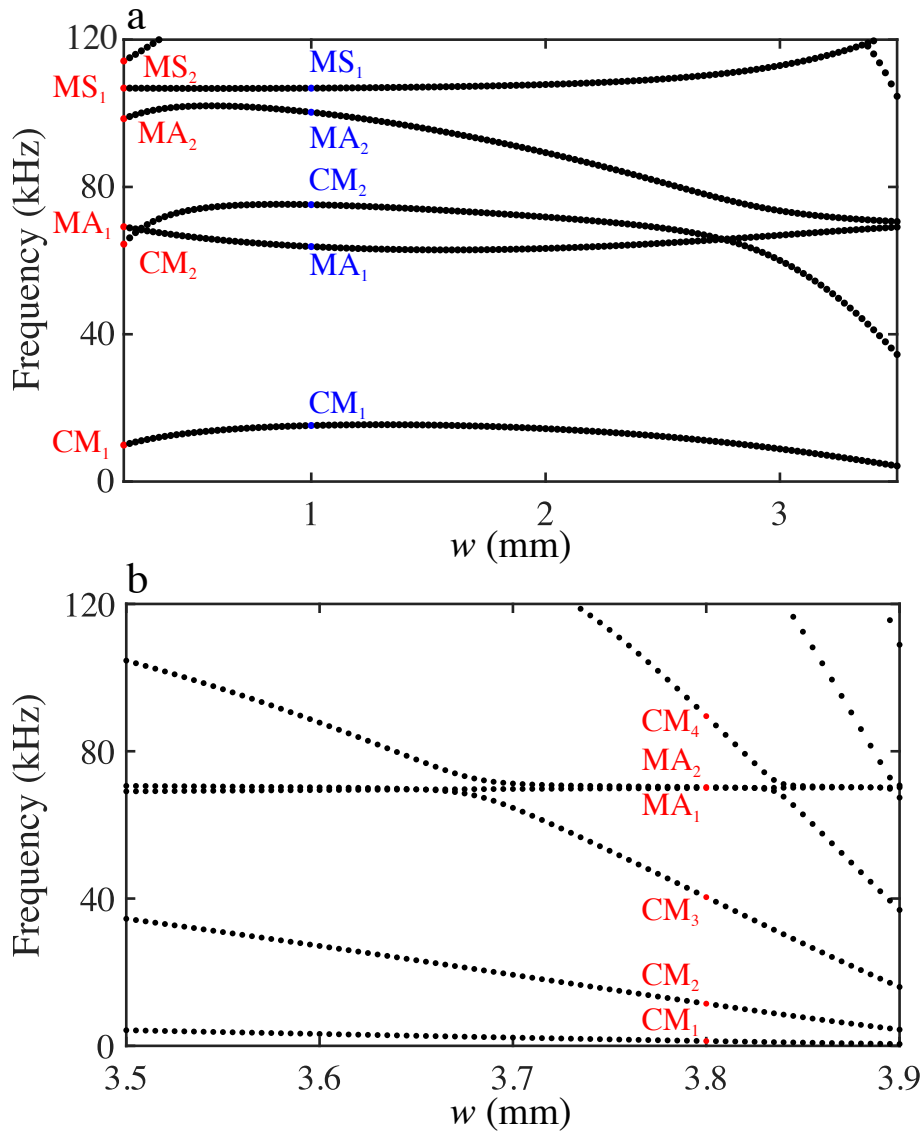 a
120
80
40
0
Frequency (kHz)
MS₂
MS₁
MS₁
MA₂
MA₂
CM₂
MA₁
CM₂
MA₁
CM₁
CM₁
1
2
3
w (mm)
b
120
80
40
0
Frequency (kHz)
CM₄
MA₂
MA₁
CM₃
CM₂
CM₁
3.5
3.6
3.7
3.8
3.9
w (mm)